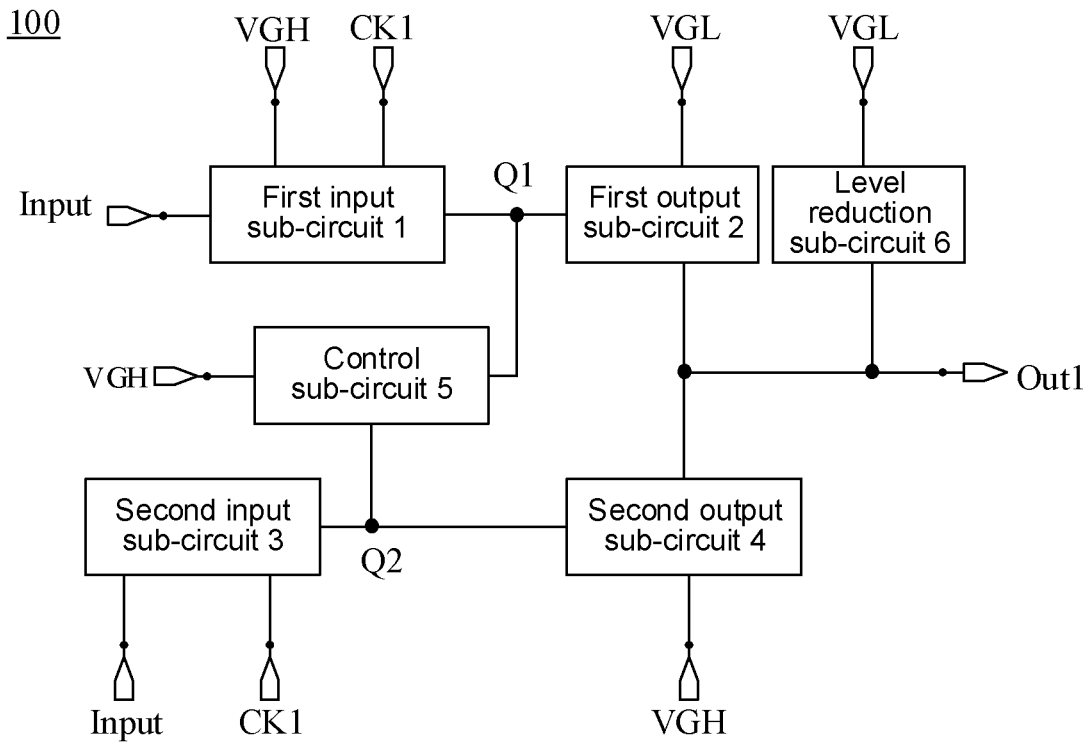 100
VGH
CK1
VGL
VGL
Input
First input
sub-circuit 1
Q1
First output
sub-circuit 2
Level
reduction
sub-circuit 6
VGH
Control
sub-circuit 5
Out1
Second input
sub-circuit 3
Q2
Second output
sub-circuit 4
Input
CK1
VGH